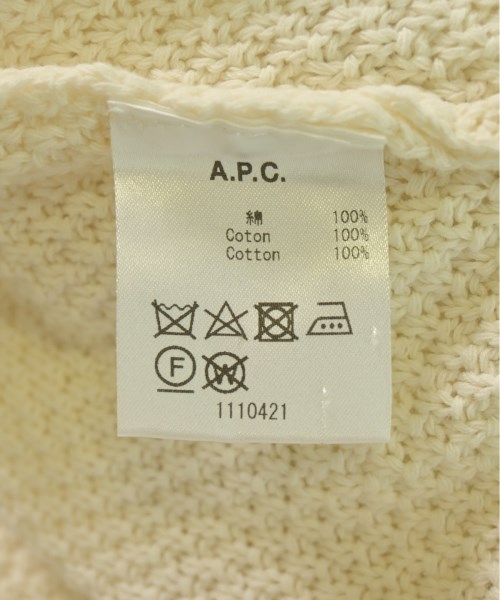 A.P.C.
綿 100%
Coton 100%
Cotton 100%
F W
1110421